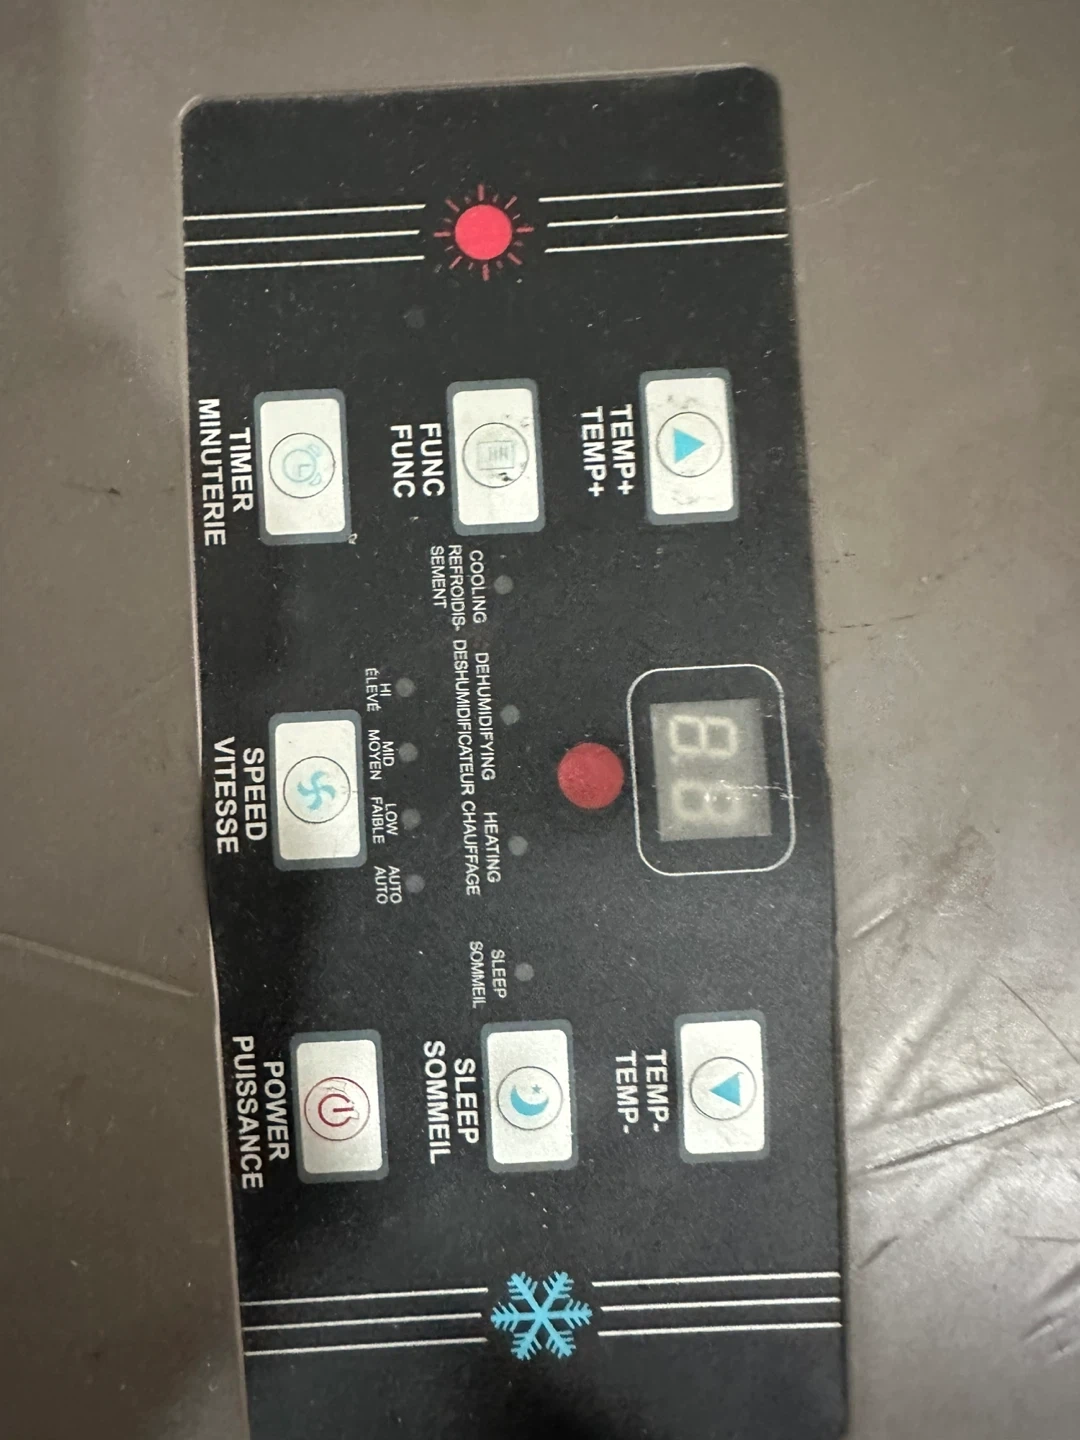 TEMP+
TEMP+
TEMP-
TEMP-
COOLING
REFROIDIS-
SEMENT
DEHUMIDIFYING
DESHUMIDIFICATEUR
HEATING
CHAUFFAGE
SLEEP
SOMMEIL
FUNC
FUNC
SLEEP
SOMMEIL
HI
ÉLEVÉ
MID
MOYEN
LOW
FAIBLE
AUTO
AUTO
TIMER
MINUTERIE
SPEED
VITESSE
POWER
PUISSANCE